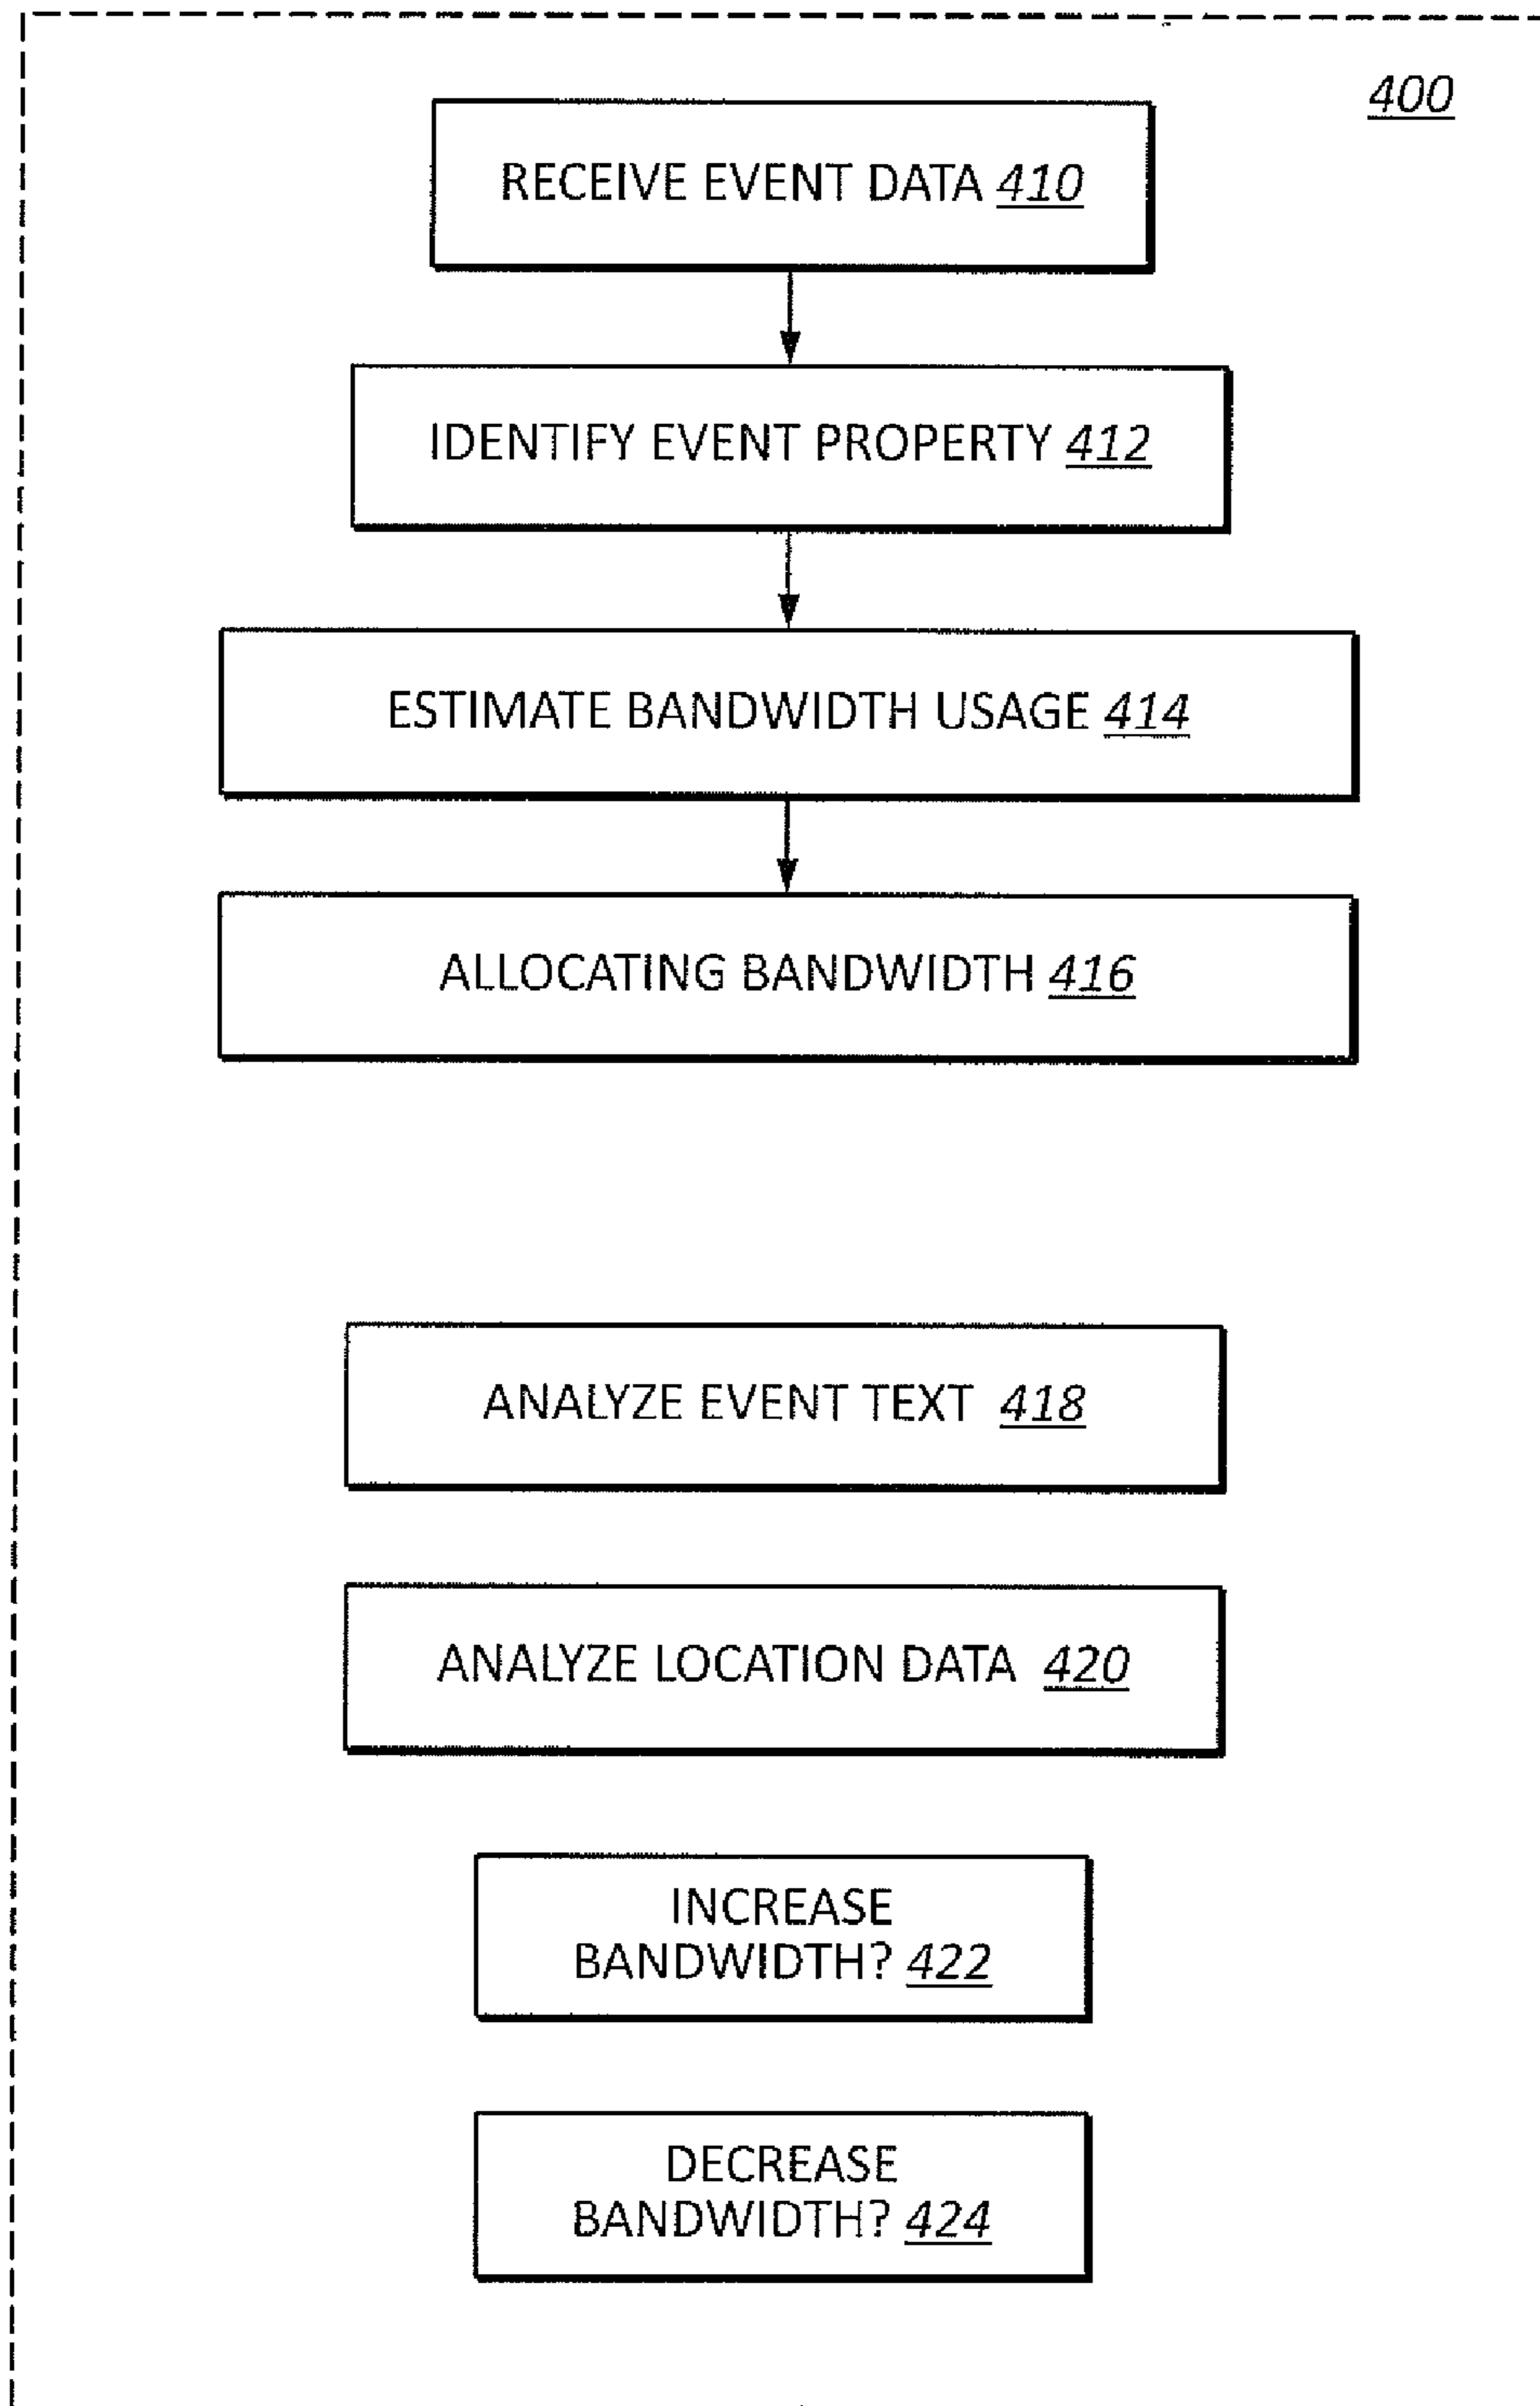 400
RECEIVE EVENT DATA 410
IDENTIFY EVENT PROPERTY 412
ESTIMATE BANDWIDTH USAGE 414
ALLOCATING BANDWIDTH 416
ANALYZE EVENT TEXT 418
ANALYZE LOCATION DATA 420
INCREASE
BANDWIDTH? 422
DECREASE
BANDWIDTH? 424